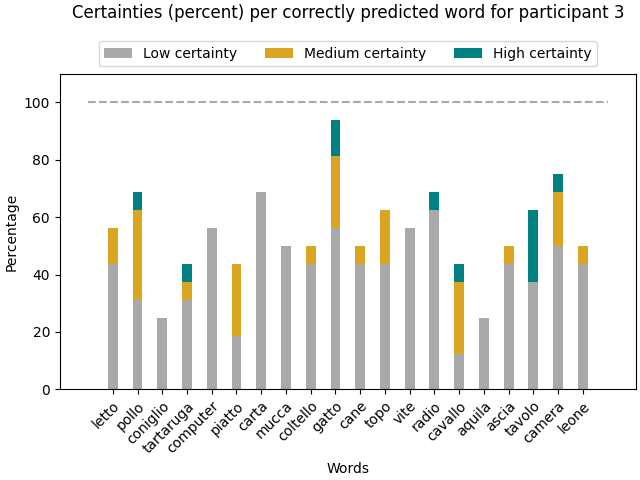 Certainties (percent) per correctly predicted word for participant 3
Low certainty Medium certainty High certainty
100
80
60
40
20
0
Percentage
letto pollo coniglio tartaruga computer piatto carta mucca coltello gatto cane topo vite radio cavallo aquila ascia tavolo camera leone
Words